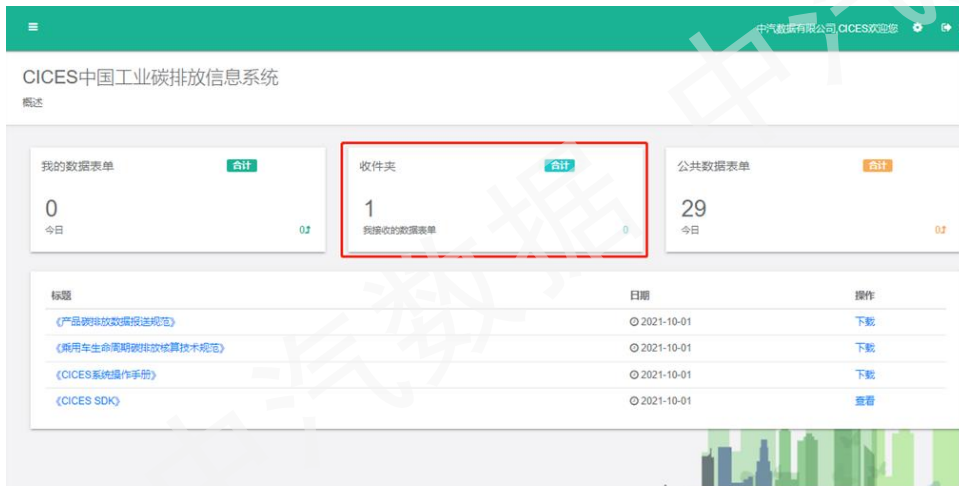 中汽数据有限公司,CICES欢迎您
CICES中国工业碳排放信息系统
概述
我的数据表单 合计
0
今日 0
收件夹 合计
1
我接收的数据表单 0
公共数据表单 合计
29
今日 0
标题 日期 操作
《产品碳排放数据报送规范》 2021-10-01 下载
《乘用车生命周期碳排放核算技术规范》 2021-10-01 下载
《CICES系统操作手册》 2021-10-01 下载
《CICES SDK》 2021-10-01 查看
中汽数据
中汽